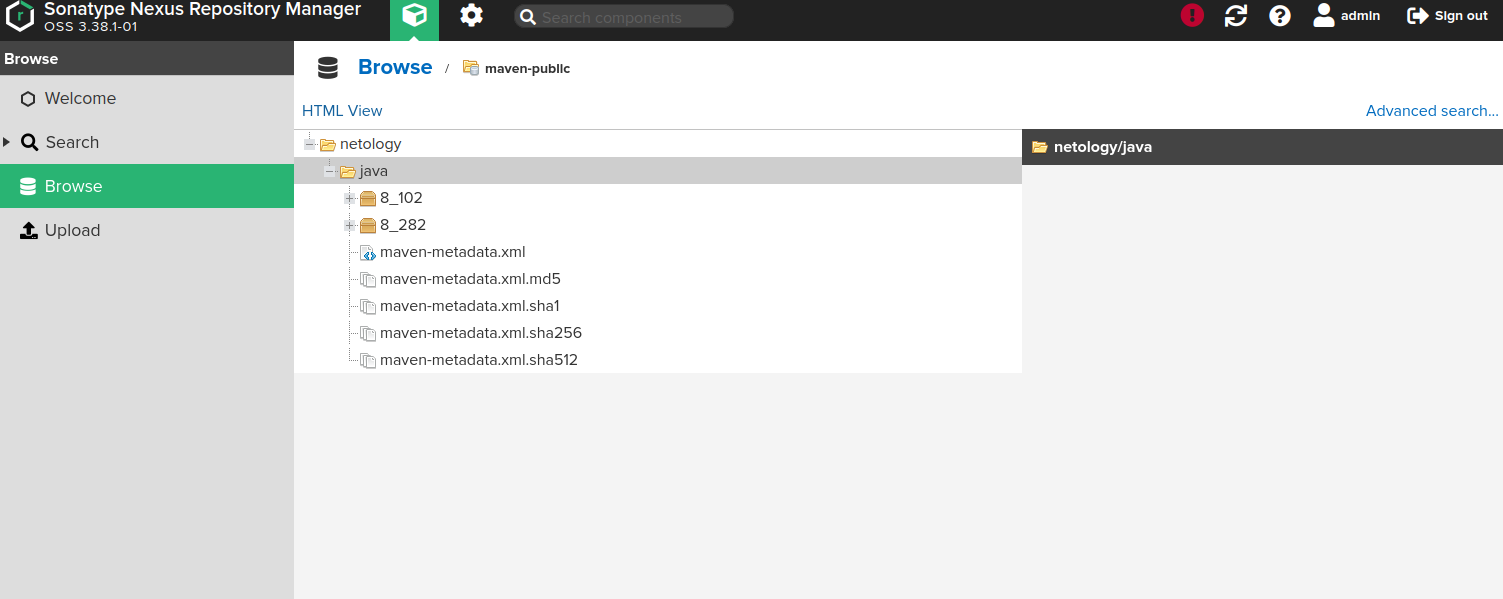 Sonatype Nexus Repository Manager
OSS 3.38.1-01
Search components
admin
Sign out
Browse
Welcome
Search
Browse
Upload
Browse / maven-public
HTML View
Advanced search...
netology
java
8_102
8_282
maven-metadata.xml
maven-metadata.xml.md5
maven-metadata.xml.sha1
maven-metadata.xml.sha256
maven-metadata.xml.sha512
netology/java